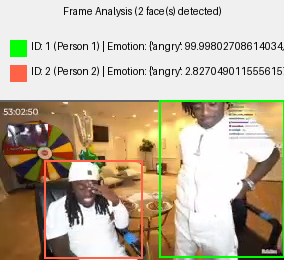 Frame Analysis (2 face(s) detected)
ID: 1 (Person 1) | Emotion: {'angry': 99.99802708614034,
ID: 2 (Person 2) | Emotion: {'angry': 2.8270490115556157
53:02:50